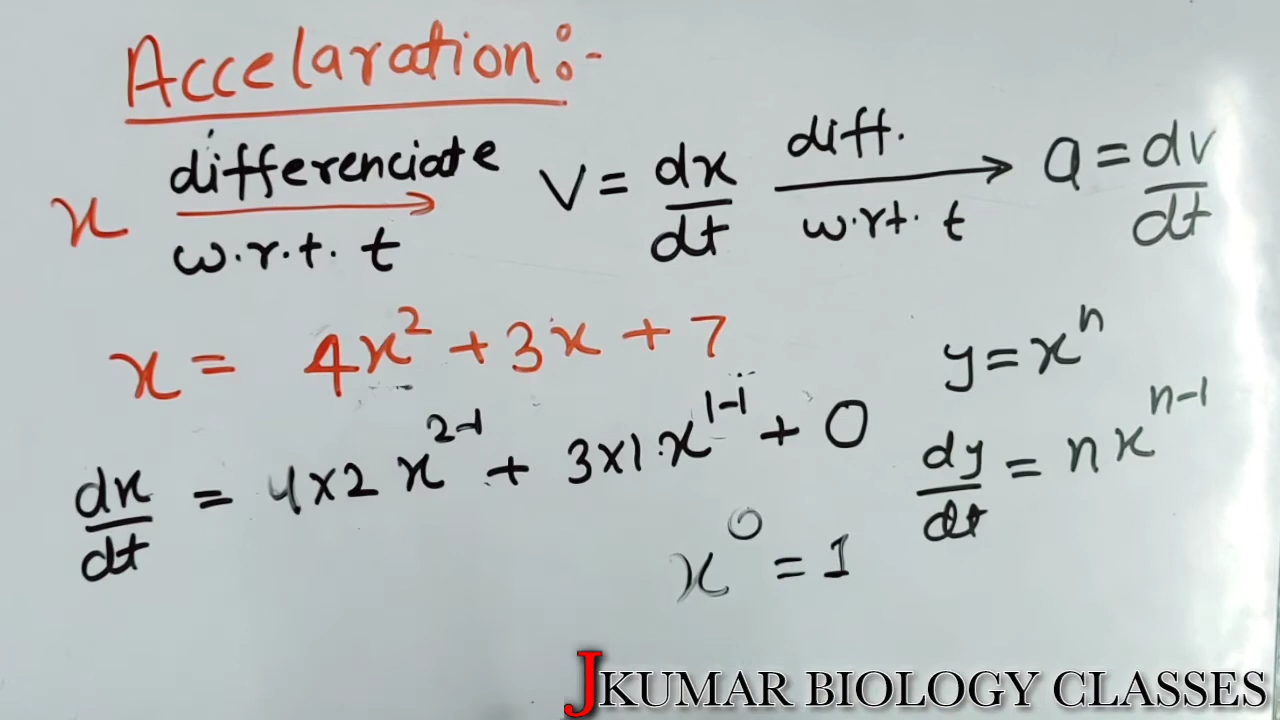 Accelaration :-
x differenciate w.r.t. t → v = dx/dt diff. w.r.t. t → a = dv/dt
x = 4x² + 3x + 7
y = xⁿ
dx/dt = 4×2 x²⁻¹ + 3×1.x¹⁻¹ + 0
dy/dt = n xⁿ⁻¹
x⁰ = 1
JKUMAR BIOLOGY CLASSES